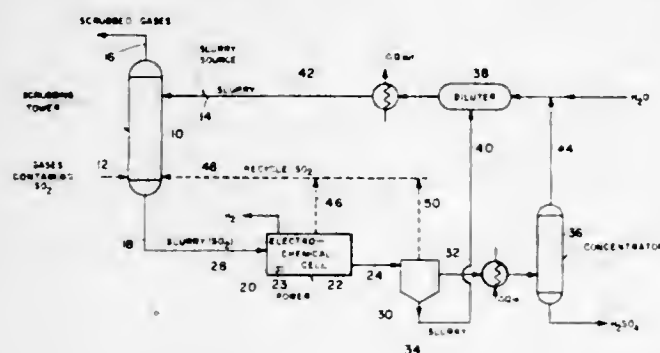 SCRUBBED GASES
16
SLURRY
SOURCE
SLURRY
14
42
38
DILUTER
H2O
SCRUBBING
TOWER
10
40
44
GASES
CONTAINING
SO2
12
48
RECYCLE SO2
46
50
H2
18
SLURRY (SO2)
28
ELECTRO-
CHEMICAL
CELL
20
23
22
POWER
24
32
30
SLURRY
34
36
CONCENTRATOR
H2SO4